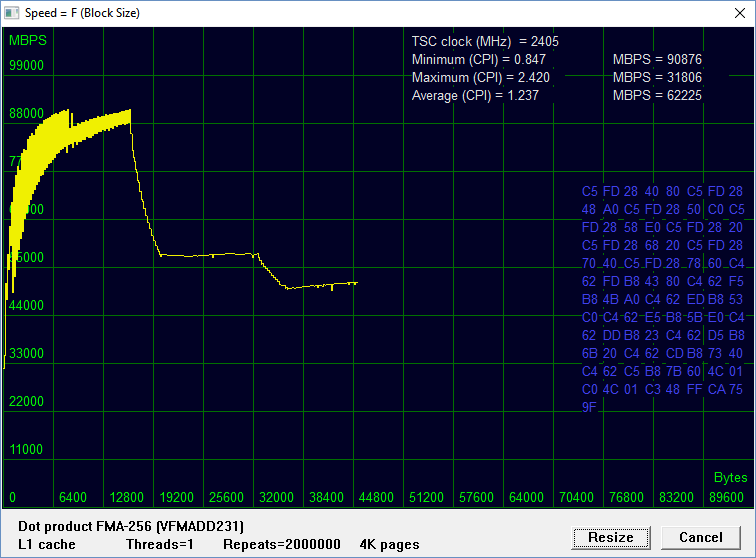 Speed = F (Block Size)
MBPS
TSC clock (MHz) = 2405
Minimum (CPI) = 0.847 MBPS = 90876
Maximum (CPI) = 2.420 MBPS = 31806
Average (CPI) = 1.237 MBPS = 62225
99000
88000
44000
33000
22000
11000
C5 FD 28 40 80 C5 FD 28
48 A0 C5 FD 28 50 C0 C5
FD 28 58 E0 C5 FD 28 20
C5 FD 28 68 20 C5 FD 28
70 40 C5 FD 28 78 60 C4
62 FD B8 43 80 C4 62 F5
B8 4B A0 C4 62 ED B8 53
C0 C4 62 E5 B8 5B E0 C4
62 DD B8 23 C4 62 D5 B8
6B 20 C4 62 CD B8 73 40
C4 62 C5 B8 7B 60 4C 01
C0 4C 01 C3 48 FF CA 75
9F
Bytes
0 6400 12800 19200 25600 32000 38400 44800 51200 57600 64000 70400 76800 83200 89600
Dot product FMA-256 (VFMADD231)
L1 cache Threads=1 Repeats=2000000 4K pages
Resize Cancel